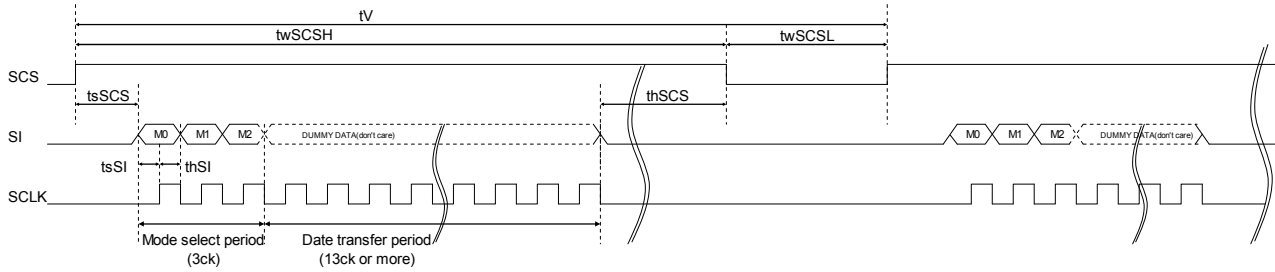 tV
twSCSH twSCSL
SCS
tsSCS thSCS
SI M0 M1 M2 DUMMY DATA(don't care) M0 M1 M2 DUMMY DATA(don't care)
tsSI thSI
SCLK
Mode select period Date transfer period
(3ck) (13ck or more)